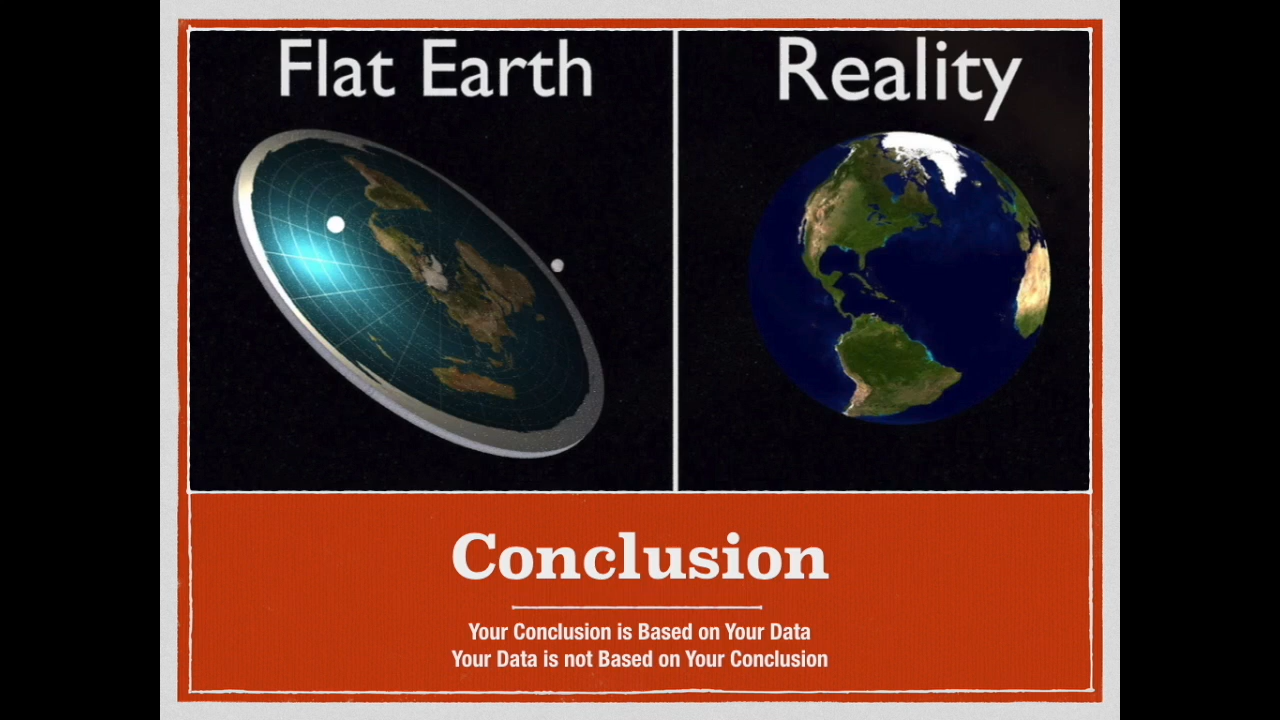 Flat Earth
Reality
Conclusion
Your Conclusion is Based on Your Data
Your Data is not Based on Your Conclusion